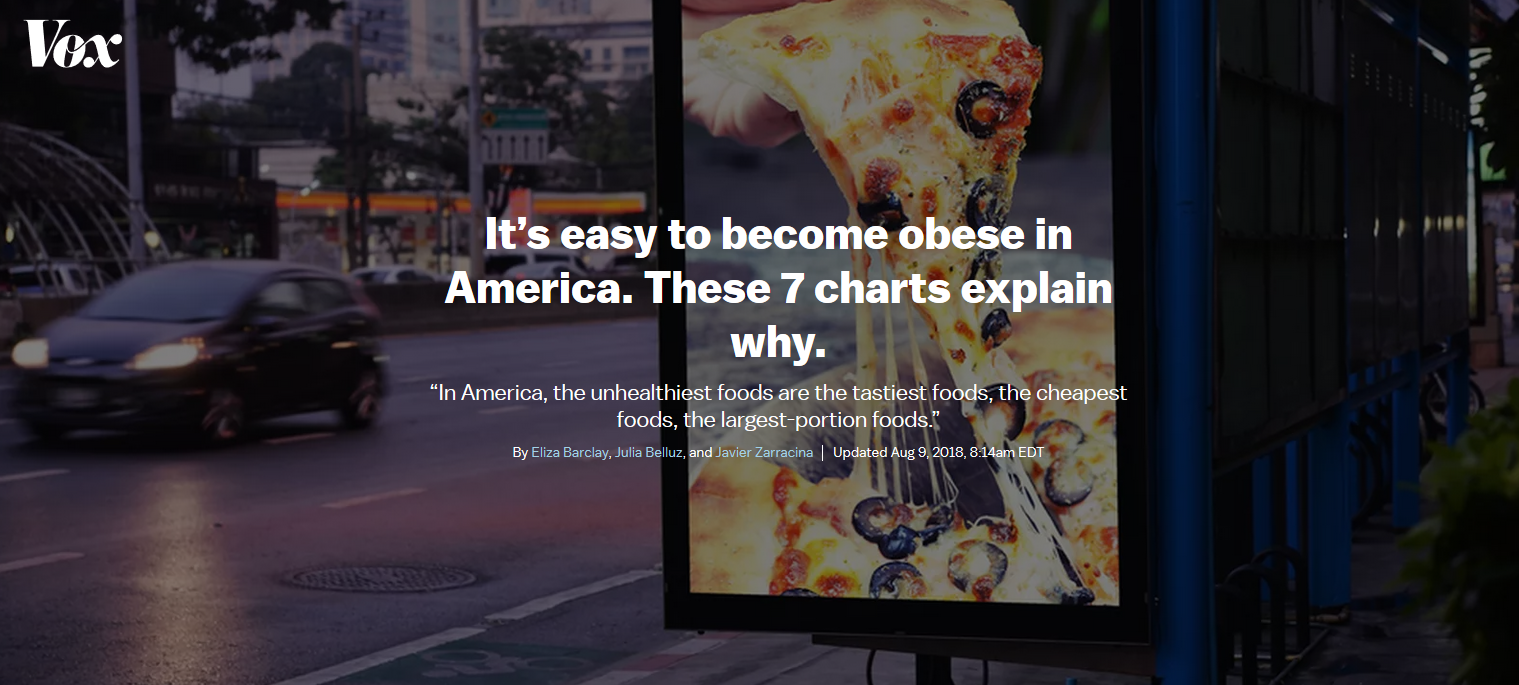 Vox
It’s easy to become obese in
America. These 7 charts explain
why.
“In America, the unhealthiest foods are the tastiest foods, the cheapest
foods, the largest-portion foods.”
By Eliza Barclay, Julia Belluz, and Javier Zarracina | Updated Aug 9, 2018, 8:14am EDT